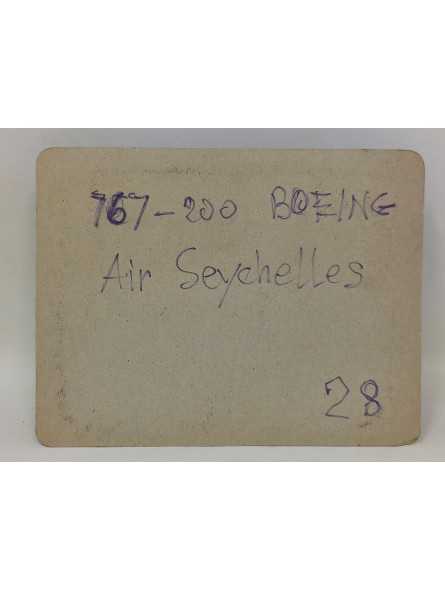 767-200 BOEING
Air Seychelles
28